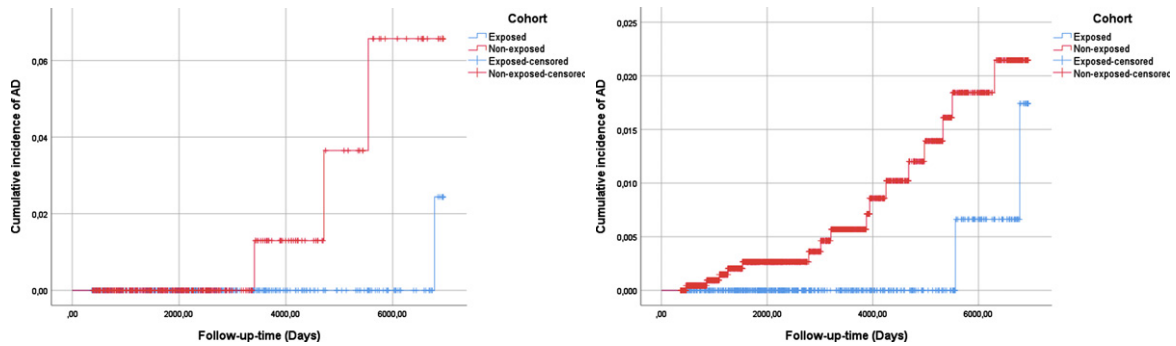 Cohort
Exposed
Non-exposed
Exposed-censored
Non-exposed-censored
Cumulative incidence of AD
0,06
0,04
0,02
0,00
,00 2000,00 4000,00 6000,00
Follow-up-time (Days)
Cohort
Exposed
Non-exposed
Exposed-censored
Non-exposed-censored
Cumulative incidence of AD
0,025
0,020
0,015
0,010
0,005
0,000
,00 2000,00 4000,00 6000,00
Follow-up-time (Days)